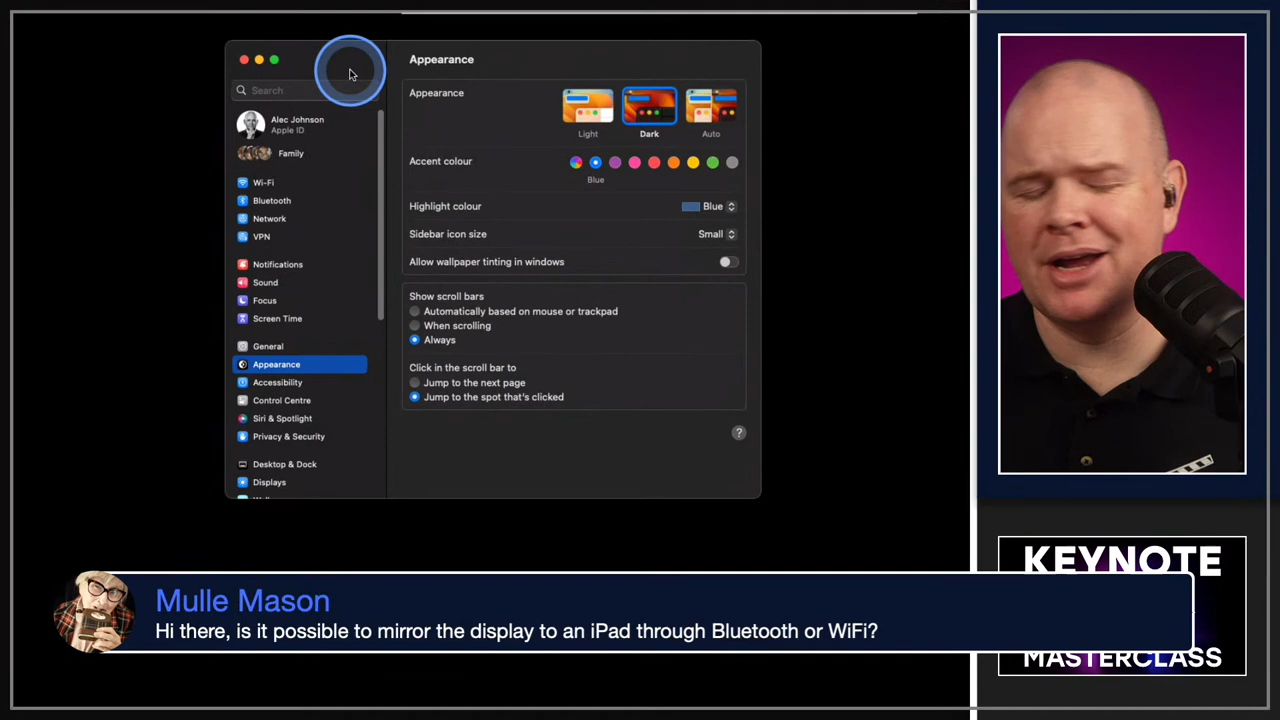 Search
Alec Johnson
Apple ID
Family
Wi-Fi
Bluetooth
Network
VPN
Notifications
Sound
Focus
Screen Time
General
Appearance
Accessibility
Control Centre
Siri & Spotlight
Privacy & Security
Desktop & Dock
Displays
Appearance
Appearance
Light
Dark
Auto
Accent colour
Blue
Highlight colour
Blue
Sidebar icon size
Small
Allow wallpaper tinting in windows
Show scroll bars
Automatically based on mouse or trackpad
When scrolling
Always
Click in the scroll bar to
Jump to the next page
Jump to the spot that's clicked
?
Mulle Mason
Hi there, is it possible to mirror the display to an iPad through Bluetooth or WiFi?
KEYNOTE
MASTERCLASS